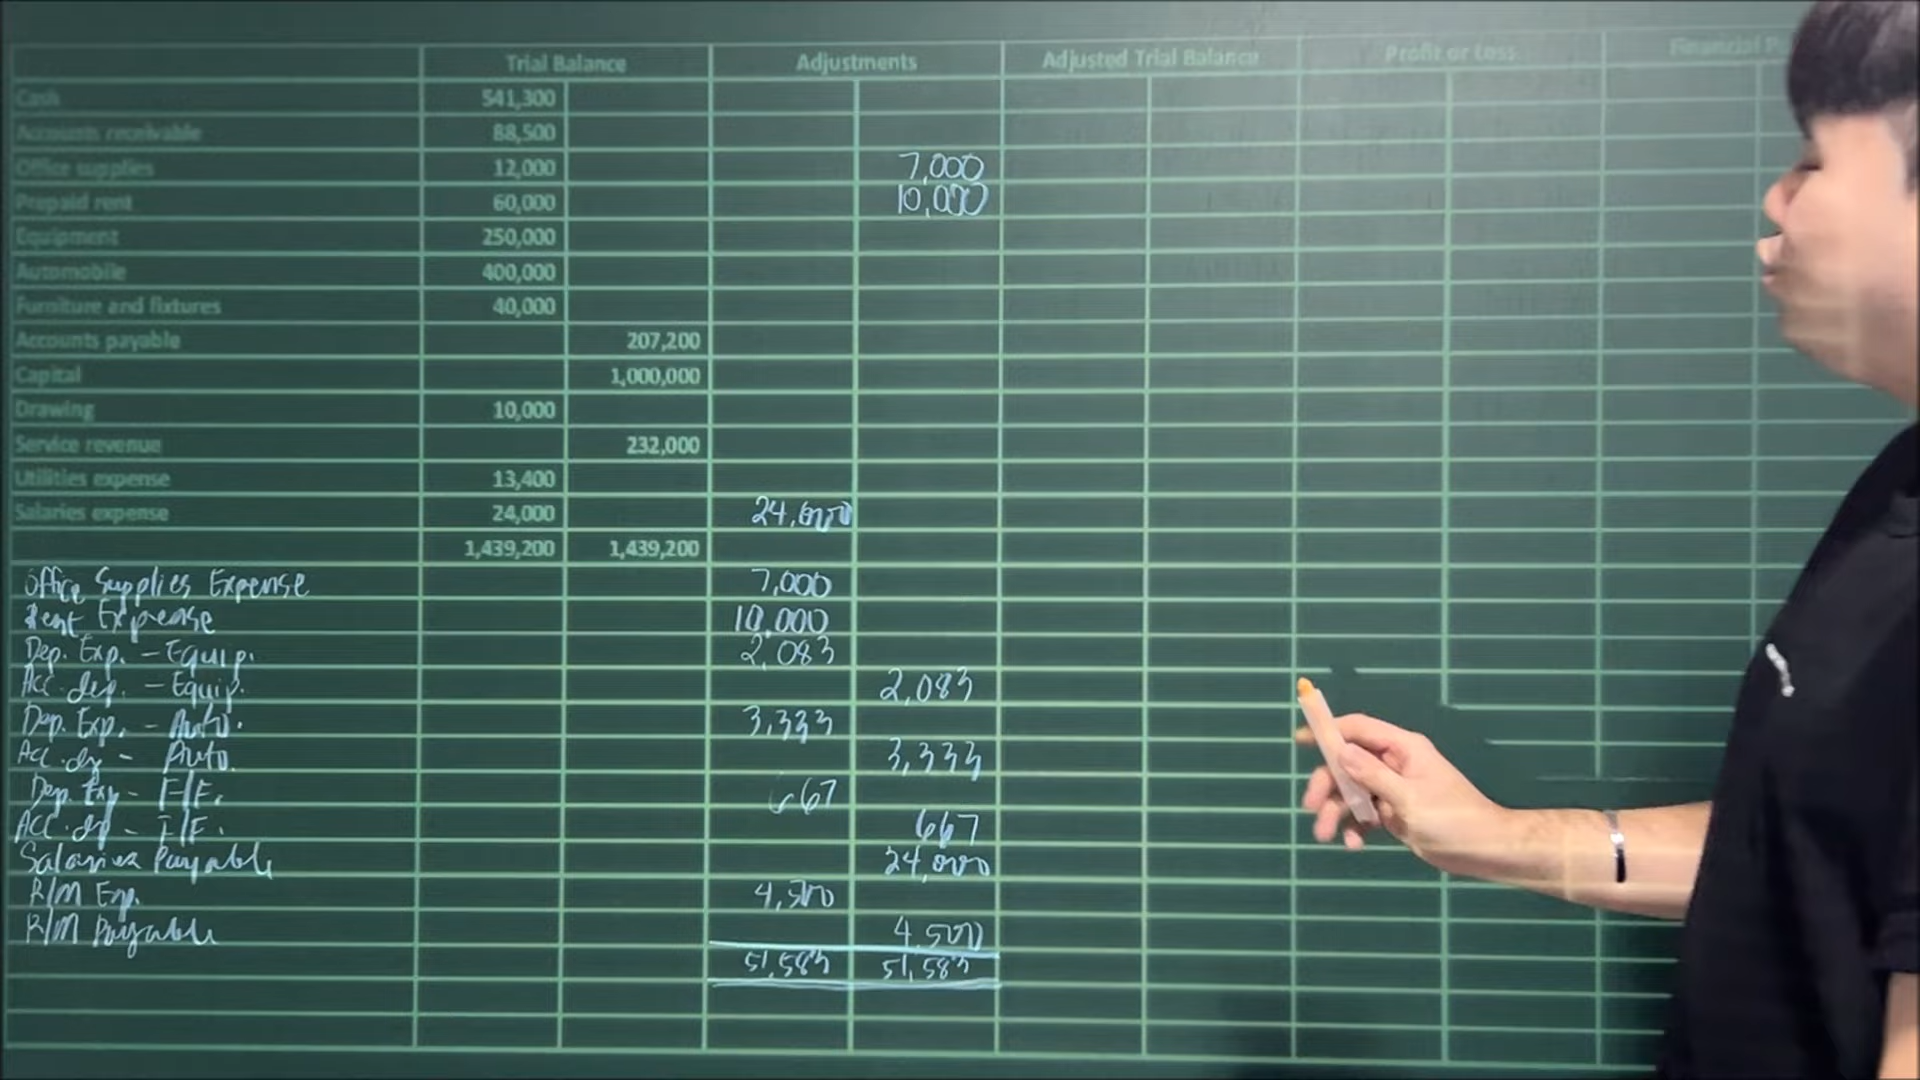 Trial Balance Adjustments Adjusted Trial Balance Profit or Loss Financial
Cash 541,300
Accounts receivable 88,500
Office supplies 12,000 7,000
Prepaid rent 60,000 10,000
Equipment 250,000
Automobile 400,000
Furniture and fixtures 40,000
Accounts payable 207,200
Capital 1,000,000
Drawing 10,000
Service revenue 232,000
Utilities expense 13,400
Salaries expense 24,000 24,000
1,439,200 1,439,200
Office Supplies Expense 7,000
Rent Expense 10,000
Dep. Exp. - Equip. 2,083
Acc. dep. - Equip. 2,083
Dep. Exp. - Auto. 3,333
Acc. dep - Auto. 3,333
Dep. Exp - F/F. 667
Acc. dep - F/F. 667
Salaries Payable 24,000
R/M Exp. 4,500
R/M Payable 4,500
51,583 51,583